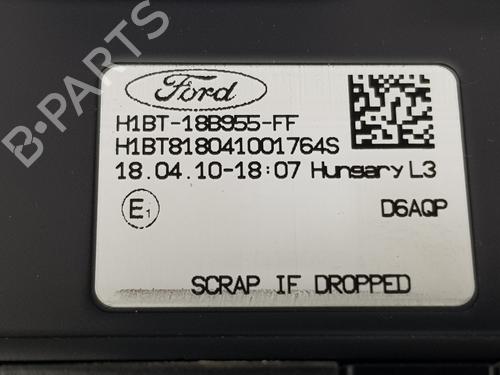 Ford
H1BT-18B955-FF
H1BT818041001764S
18.04.10-18:07 Hungary L3
E1
D6AQP
SCRAP IF DROPPED
B-PARTS